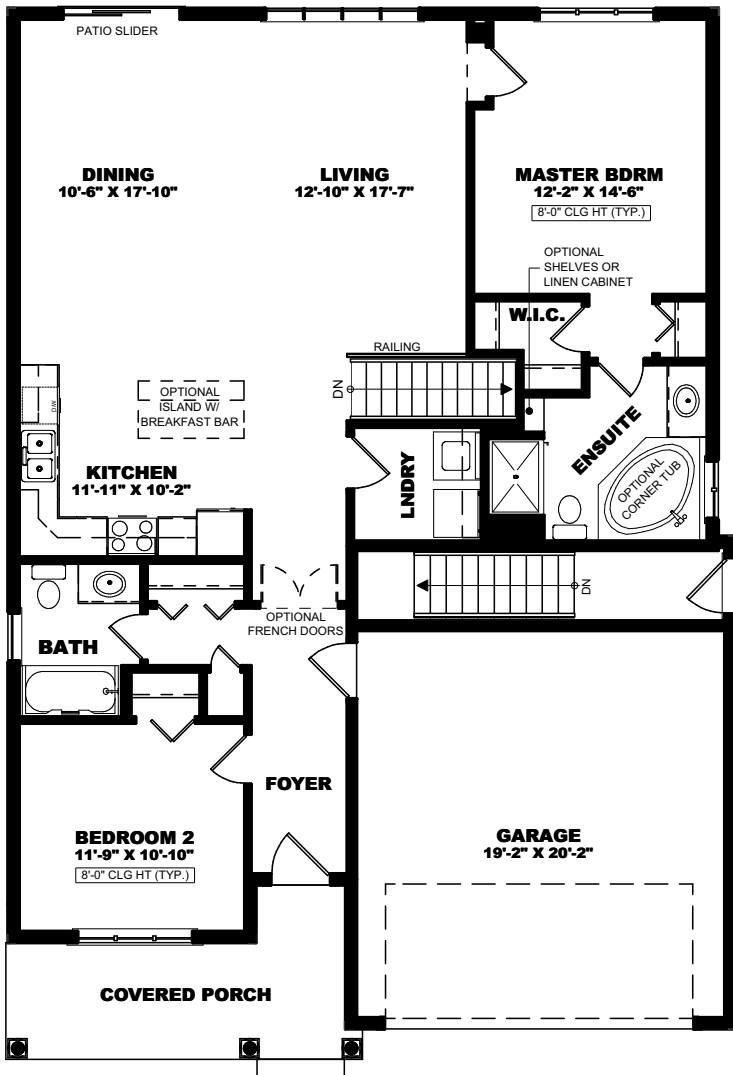 PATIO SLIDER
DINING
10'-6" X 17'-10"
LIVING
12'-10" X 17'-7"
MASTER BDRM
12'-2" X 14'-6"
8'-0" CLG HT (TYP.)
OPTIONAL
SHELVES OR
LINEN CABINET
W.I.C.
RAILING
DN
OPTIONAL
ISLAND W/
BREAKFAST BAR
D/W
KITCHEN
11'-11" X 10'-2"
LNDRY
ENSUITE
OPTIONAL
CORNER TUB
DN
OPTIONAL
FRENCH DOORS
BATH
FOYER
BEDROOM 2
11'-9" X 10'-10"
8'-0" CLG HT (TYP.)
GARAGE
19'-2" X 20'-2"
COVERED PORCH